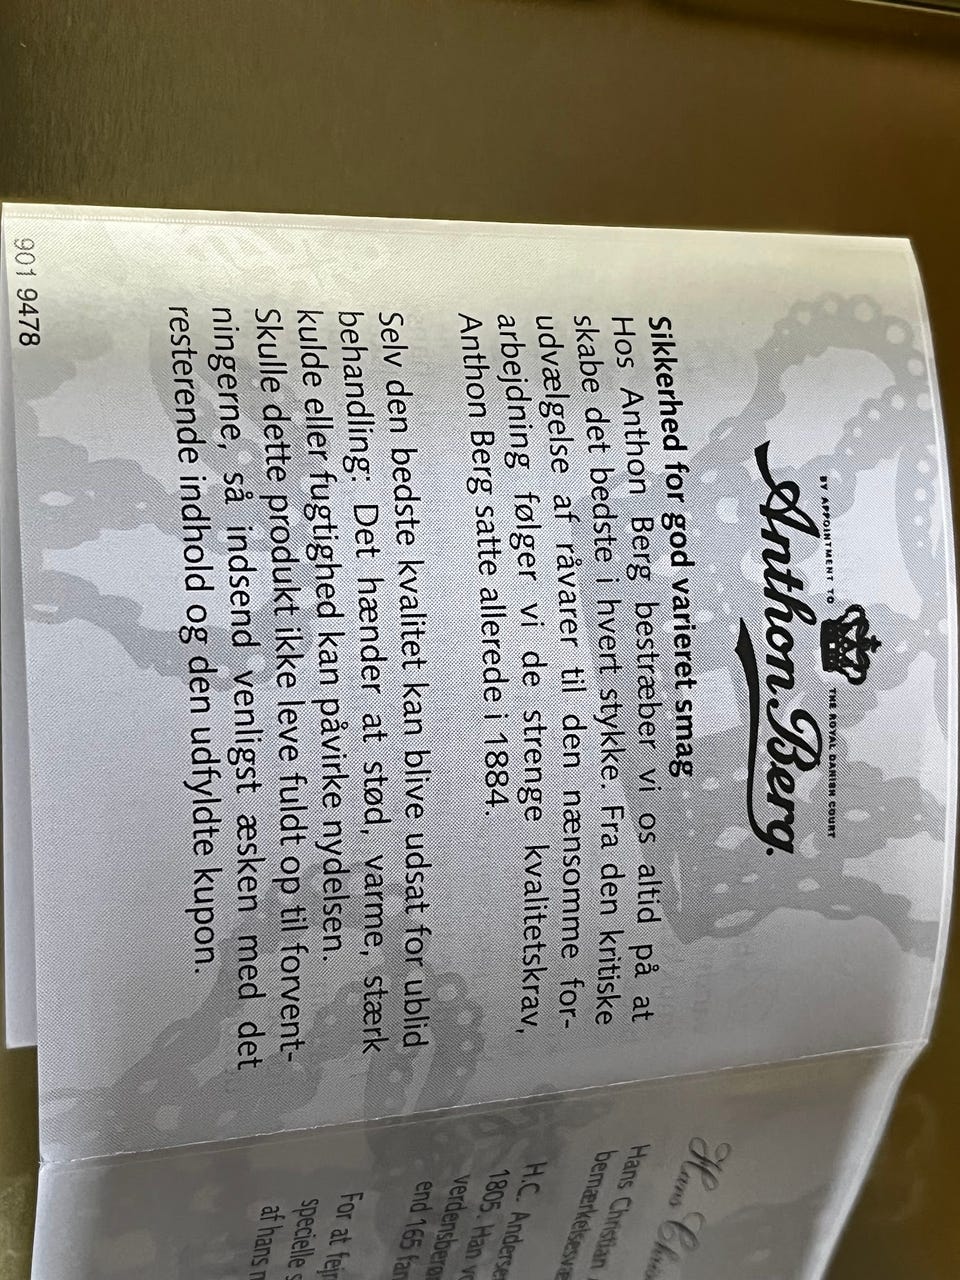 BY APPOINTMENT TO THE ROYAL DANISH COURT
Anthon Berg
Sikkerhed for god varieret smag
Hos Anthon Berg bestræber vi os altid på at
skabe det bedste i hvert stykke. Fra den kritiske
udvælgelse af råvarer til den nænsomme for-
arbejdning følger vi de strenge kvalitetskrav,
Anthon Berg satte allerede i 1884.
Selv den bedste kvalitet kan blive udsat for ublid
behandling: Det hænder at stød, varme, stærk
kulde eller fugtighed kan påvirke nydelsen.
Skulle dette produkt ikke leve fuldt op til forvent-
ningerne, så indsend venligst æsken med det
resterende indhold og den udfyldte kupon.
901 9478
Hans
Hans Christian
H.C. Andersen
1805. Han
end 165
For at
specielle
af hans